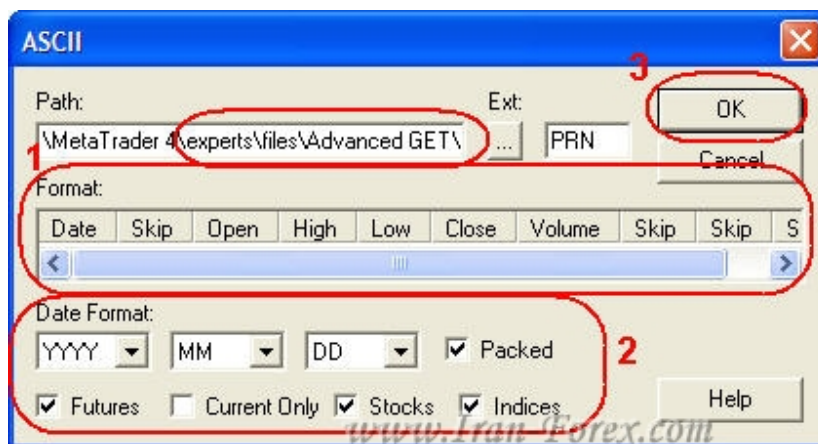 ASCII
3
Path:
Ext:
OK
\MetaTrader 4\experts\files\Advanced GET\
...
PRN
Cancel
1
Format:
Date Skip Open High Low Close Volume Skip Skip S
Date Format:
YYYY MM DD Packed
2
Futures Current Only Stocks Indices
Help
www.Iran-Forex.com